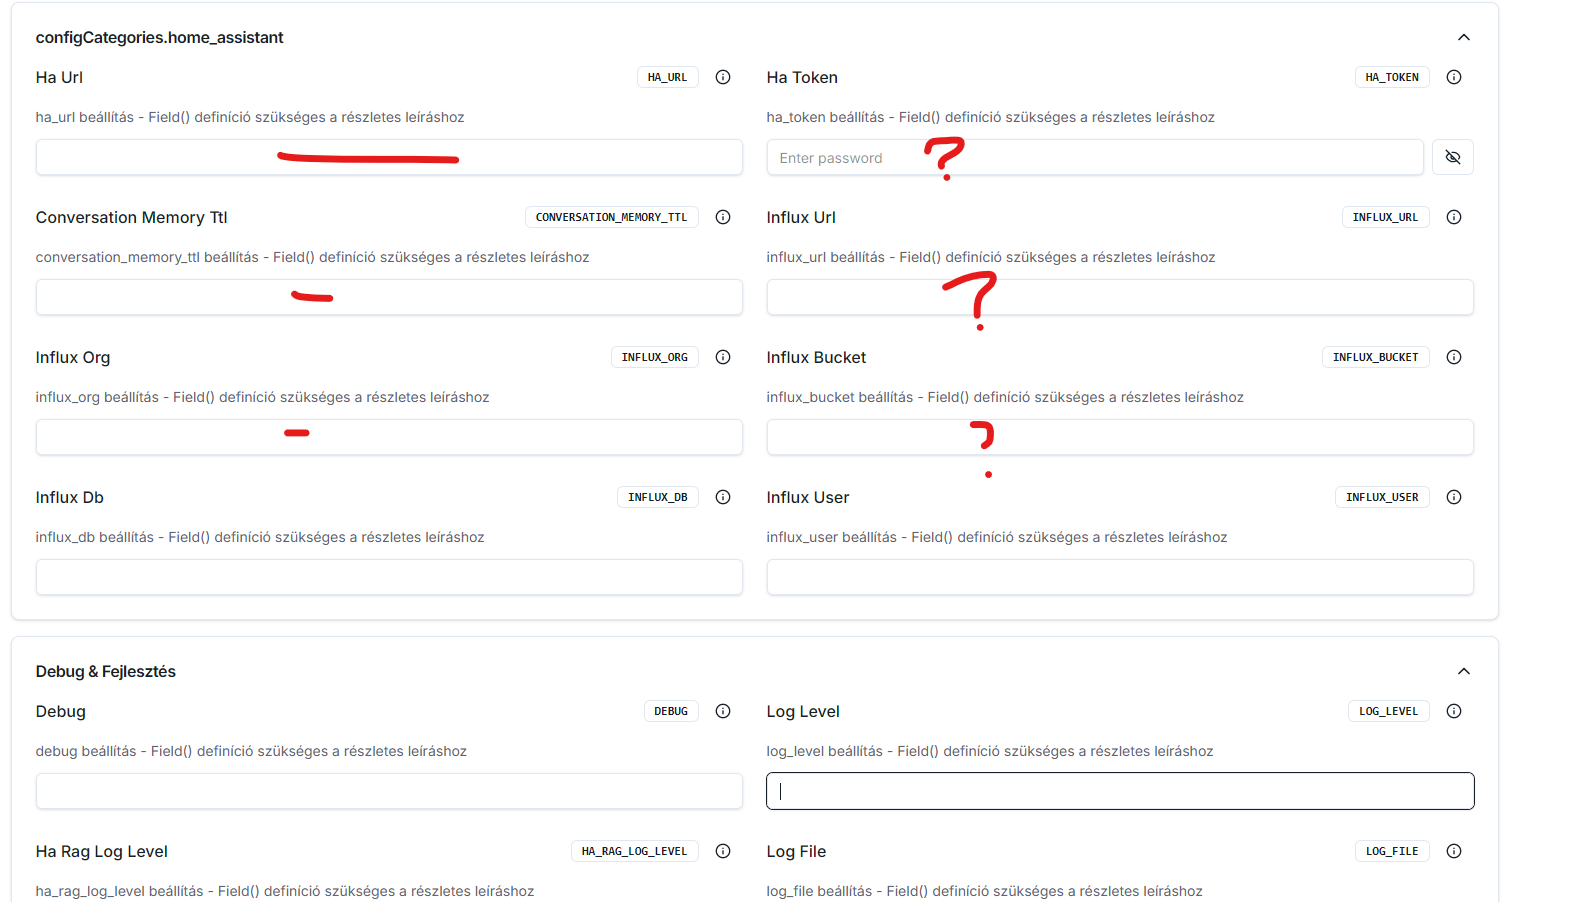 configCategories.home_assistant
Ha Url
HA_URL
Ha Token
HA_TOKEN
ha_url beállítás - Field() definíció szükséges a részletes leíráshoz
ha_token beállítás - Field() definíció szükséges a részletes leíráshoz
Enter password
?
Conversation Memory Ttl
CONVERSATION_MEMORY_TTL
Influx Url
INFLUX_URL
conversation_memory_ttl beállítás - Field() definíció szükséges a részletes leíráshoz
influx_url beállítás - Field() definíció szükséges a részletes leíráshoz
?
Influx Org
INFLUX_ORG
Influx Bucket
INFLUX_BUCKET
influx_org beállítás - Field() definíció szükséges a részletes leíráshoz
influx_bucket beállítás - Field() definíció szükséges a részletes leíráshoz
?
Influx Db
INFLUX_DB
Influx User
INFLUX_USER
influx_db beállítás - Field() definíció szükséges a részletes leíráshoz
influx_user beállítás - Field() definíció szükséges a részletes leíráshoz
Debug & Fejlesztés
Debug
DEBUG
Log Level
LOG_LEVEL
debug beállítás - Field() definíció szükséges a részletes leíráshoz
log_level beállítás - Field() definíció szükséges a részletes leíráshoz
Ha Rag Log Level
HA_RAG_LOG_LEVEL
Log File
LOG_FILE
ha_rag_log_level beállítás - Field() definíció szükséges a részletes leíráshoz
log_file beállítás - Field() definíció szükséges a részletes leíráshoz